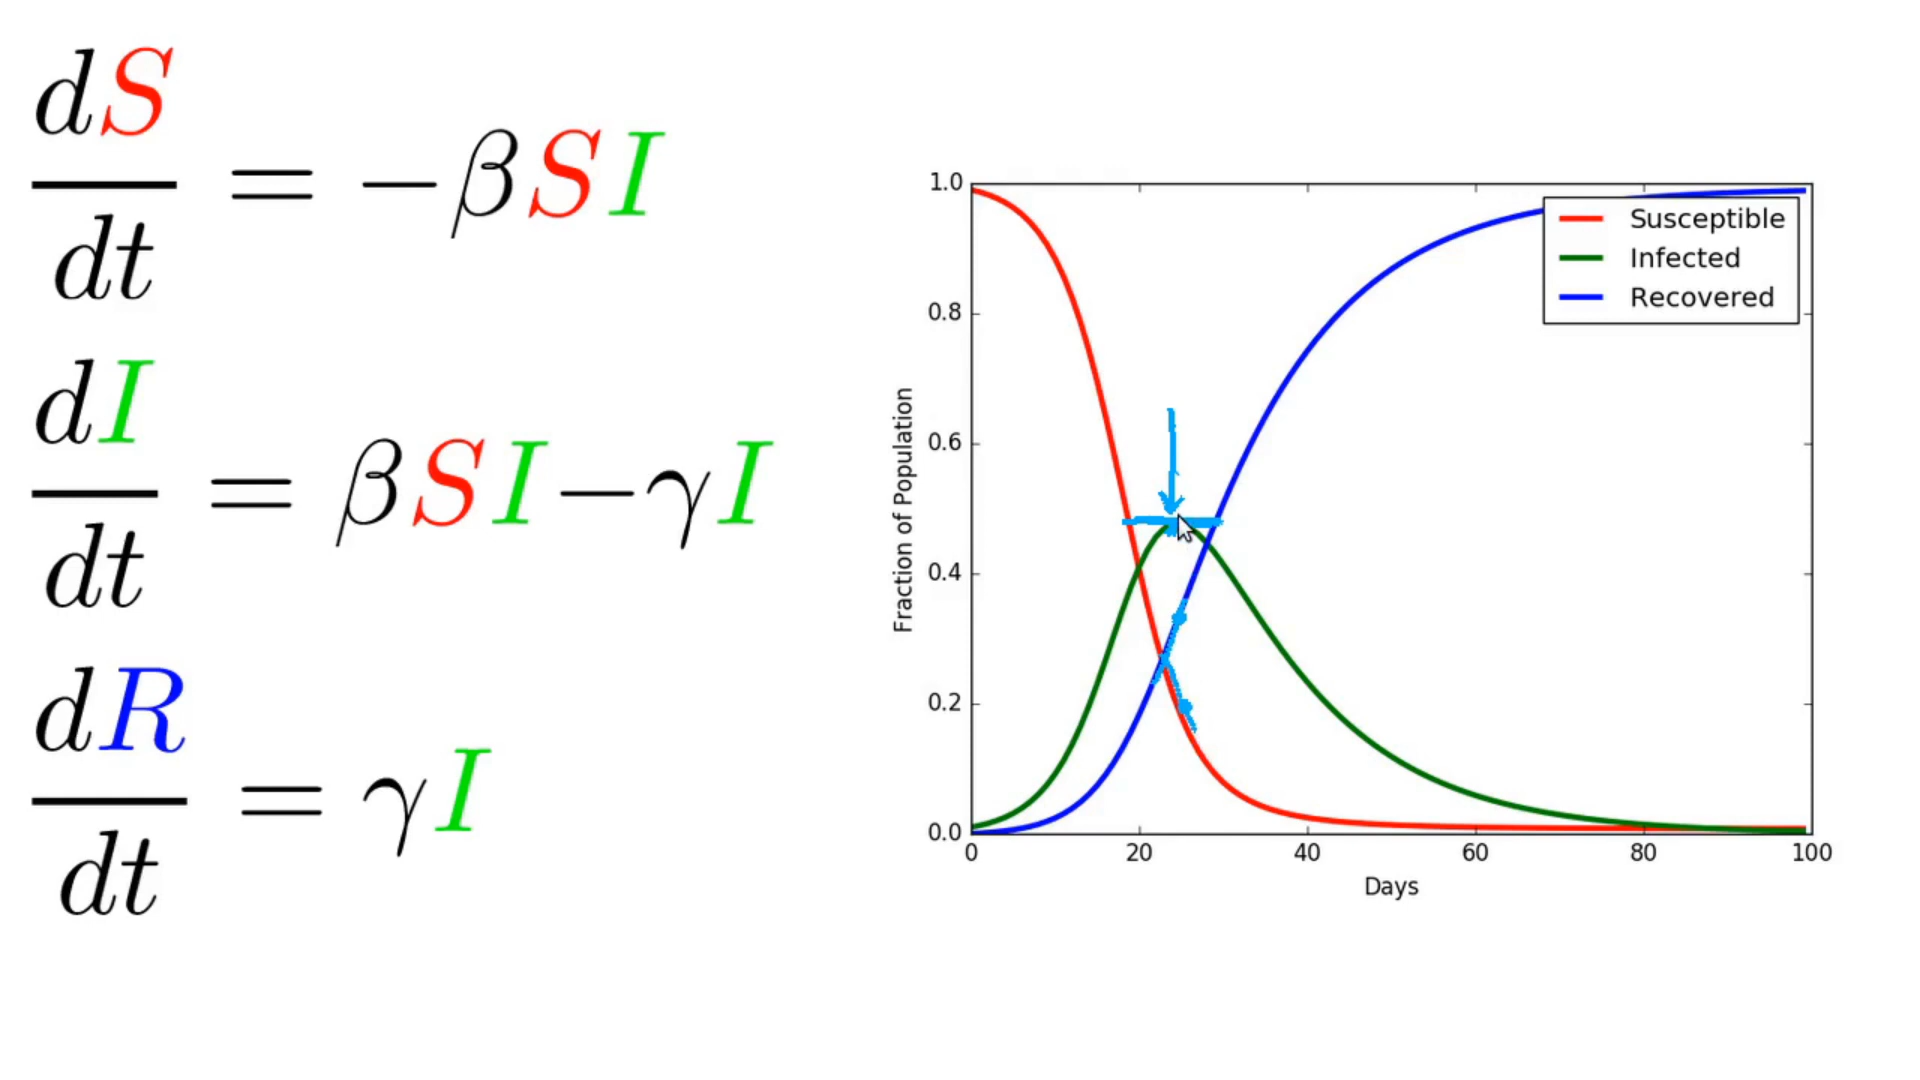 dS/dt = −βSI
dI/dt = βSI−γI
dR/dt = γI
1.0
0.8
0.6
0.4
0.2
0.0
Fraction of Population
Susceptible
Infected
Recovered
0 20 40 60 80 100
Days